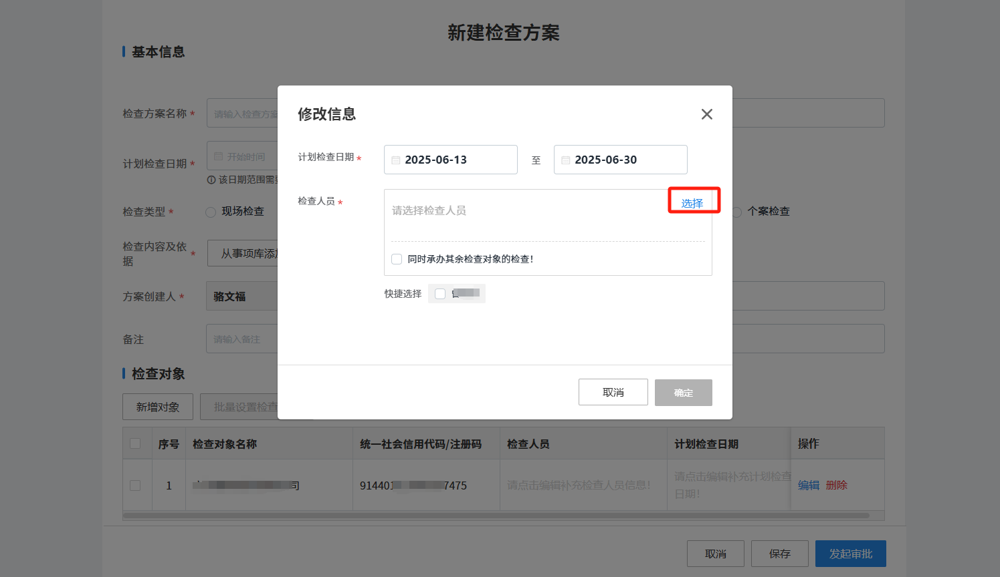 新建检查方案
基本信息
检查方案名称 *
请输入检查方案
计划检查日期 *
开始时间
该日期范围需要
检查类型 *
现场检查
个案检查
检查内容及依据 *
从事项库添加
方案创建人 *
骆文福
备注
请输入备注
修改信息
计划检查日期 *
2025-06-13 至 2025-06-30
检查人员 *
请选择检查人员
选择
同时承办其余检查对象的检查!
快捷选择
取消 确定
检查对象
新增对象 批量设置检查
序号 检查对象名称 统一社会信用代码/注册码 检查人员 计划检查日期 操作
1 司 914401 7475 请点击编辑补充检查人员信息! 请点击编辑补充计划检查
日期! 编辑 删除
取消 保存 发起审批